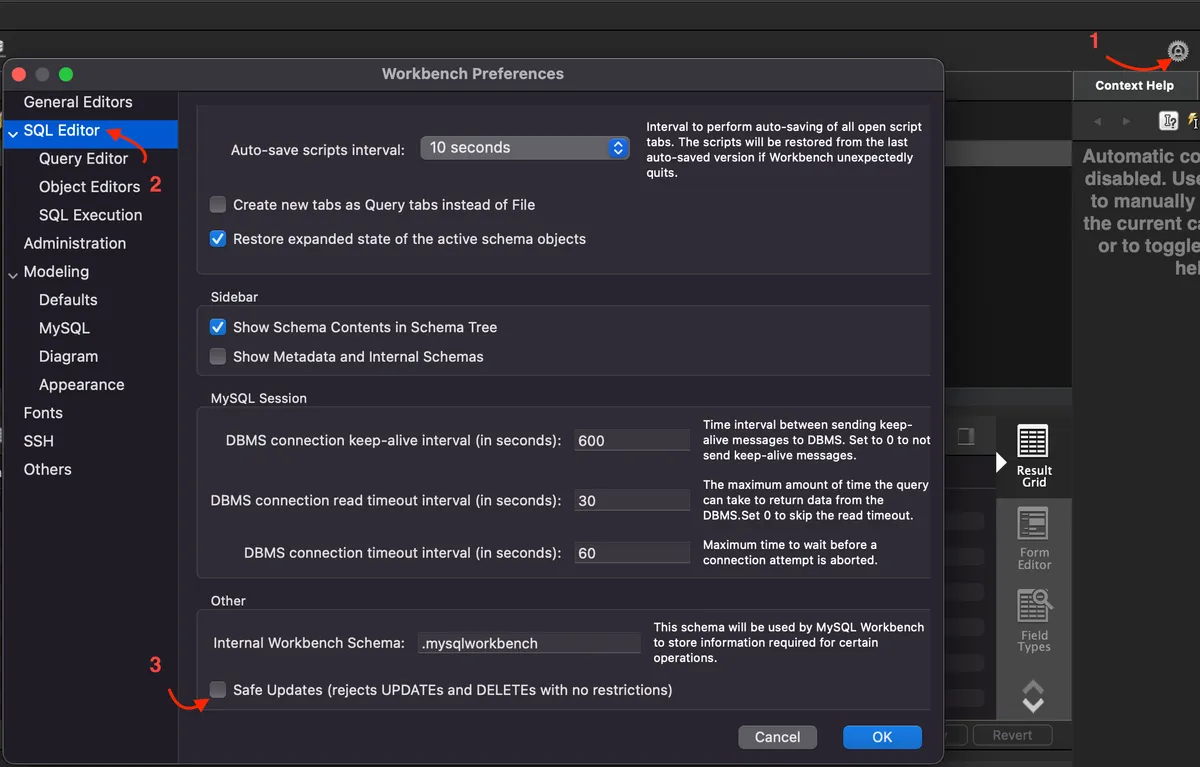 1
Workbench Preferences
Context Help
General Editors
SQL Editor
Query Editor
Object Editors
2
SQL Execution
Administration
Modeling
Defaults
MySQL
Diagram
Appearance
Fonts
SSH
Others
Auto-save scripts interval:
10 seconds
Interval to perform auto-saving of all open script
tabs. The scripts will be restored from the last
auto-saved version if Workbench unexpectedly
quits.
Create new tabs as Query tabs instead of File
Restore expanded state of the active schema objects
Sidebar
Show Schema Contents in Schema Tree
Show Metadata and Internal Schemas
MySQL Session
DBMS connection keep-alive interval (in seconds):
600
Time interval between sending keep-
alive messages to DBMS. Set to 0 to not
send keep-alive messages.
DBMS connection read timeout interval (in seconds):
30
The maximum amount of time the query
can take to return data from the
DBMS.Set 0 to skip the read timeout.
DBMS connection timeout interval (in seconds):
60
Maximum time to wait before a
connection attempt is aborted.
Other
Internal Workbench Schema:
.mysqlworkbench
This schema will be used by MySQL Workbench
to store information required for certain
operations.
3
Safe Updates (rejects UPDATEs and DELETEs with no restrictions)
Cancel
OK
Automatic
disabled. Use
to manually
the current
or to toggle
Result
Grid
Form
Editor
Field
Types
Revert